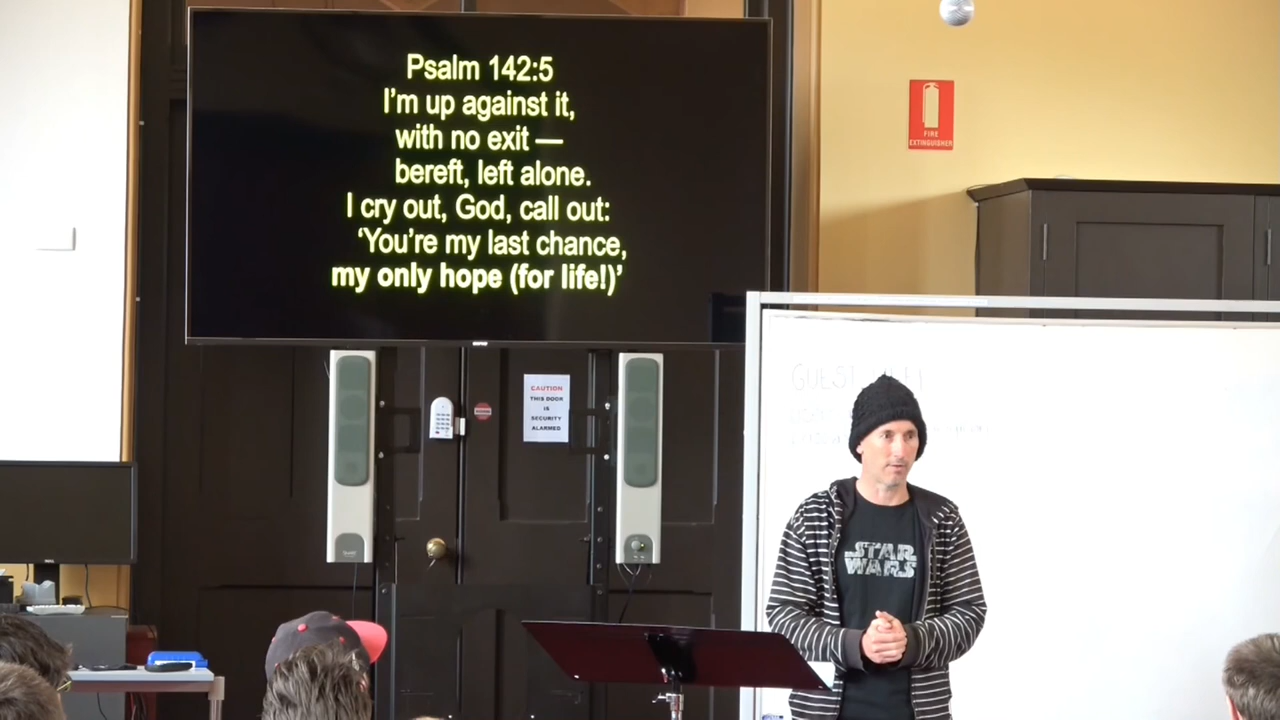 Psalm 142:5
I'm up against it,
with no exit —
bereft, left alone.
I cry out, God, call out:
'You're my last chance,
my only hope (for life!)'
FIRE
EXTINGUISHER
CAUTION
THIS DOOR
IS
SECURITY
ALARMED
GUEST
STAR
WARS